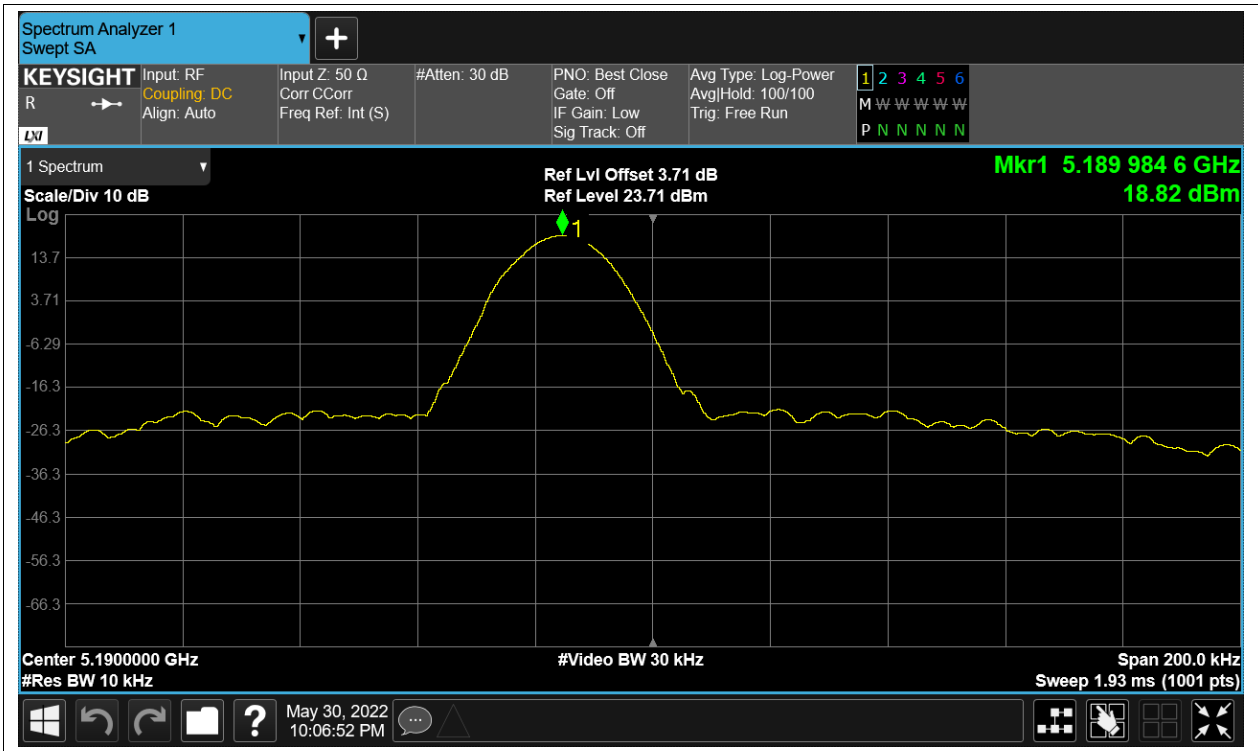 Spectrum Analyzer 1
Swept SA
KEYSIGHT
R
LXI
Input: RF
Coupling: DC
Align: Auto
Input Z: 50 Ω
Corr CCorr
Freq Ref: Int (S)
#Atten: 30 dB
PNO: Best Close
Gate: Off
IF Gain: Low
Sig Track: Off
Avg Type: Log-Power
Avg|Hold: 100/100
Trig: Free Run
1 2 3 4 5 6
M W W W W W
P N N N N N
1 Spectrum
Scale/Div 10 dB
Log
Ref Lvl Offset 3.71 dB
Ref Level 23.71 dBm
Mkr1 5.189 984 6 GHz
18.82 dBm
1
13.7
3.71
-6.29
-16.3
-26.3
-36.3
-46.3
-56.3
-66.3
Center 5.1900000 GHz
#Res BW 10 kHz
#Video BW 30 kHz
Span 200.0 kHz
Sweep 1.93 ms (1001 pts)
?
May 30, 2022
10:06:52 PM